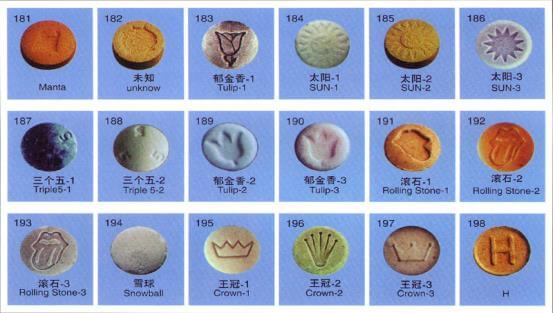 181
Manta
182
未知
unknow
183
郁金香-1
Tulip-1
184
太阳-1
SUN-1
185
太阳-2
SUN-2
186
太阳-3
SUN-3
187
三个五-1
Triple5-1
188
三个五-2
Triple 5-2
189
郁金香-2
Tulip-2
190
郁金香-3
Tulip-3
191
滚石-1
Rolling Stone-1
192
滚石-2
Rolling Stone-2
193
滚石-3
Rolling Stone-3
194
雪球
Snowball
195
王冠-1
Crown-1
196
王冠-2
Crown-2
197
王冠-3
Crown-3
198
H
H